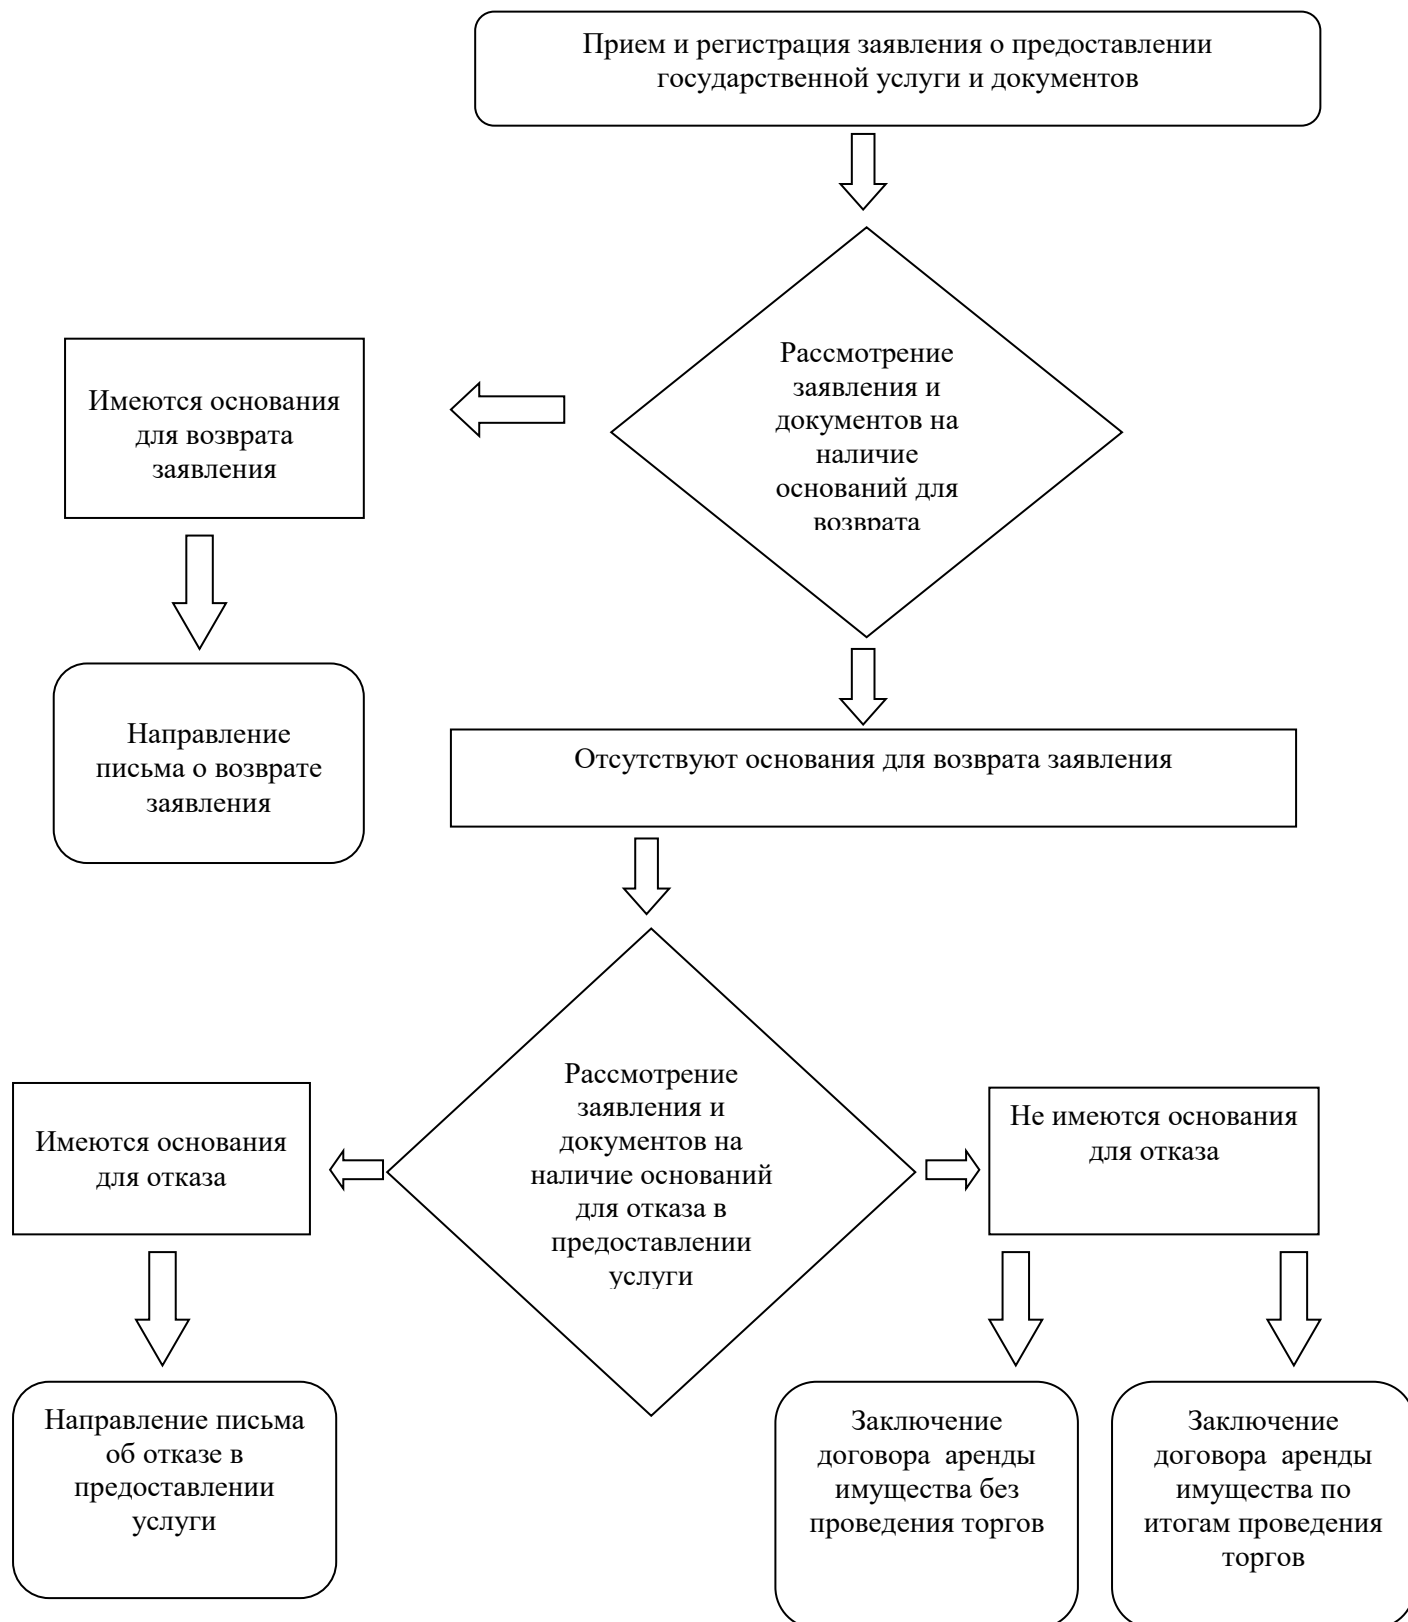 Прием и регистрация заявления о предоставлении
государственной услуги и документов
Рассмотрение
заявления и
документов на
наличие
оснований для
возврата
Имеются основания
для возврата
заявления
Направление
письма о возврате
заявления
Отсутствуют основания для возврата заявления
Рассмотрение
заявления и
документов на
наличие оснований
для отказа в
предоставлении
услуги
Имеются основания
для отказа
Не имеются основания
для отказа
Направление письма
об отказе в
предоставлении
услуги
Заключение
договора аренды
имущества без
проведения торгов
Заключение
договора аренды
имущества по
итогам проведения
торгов